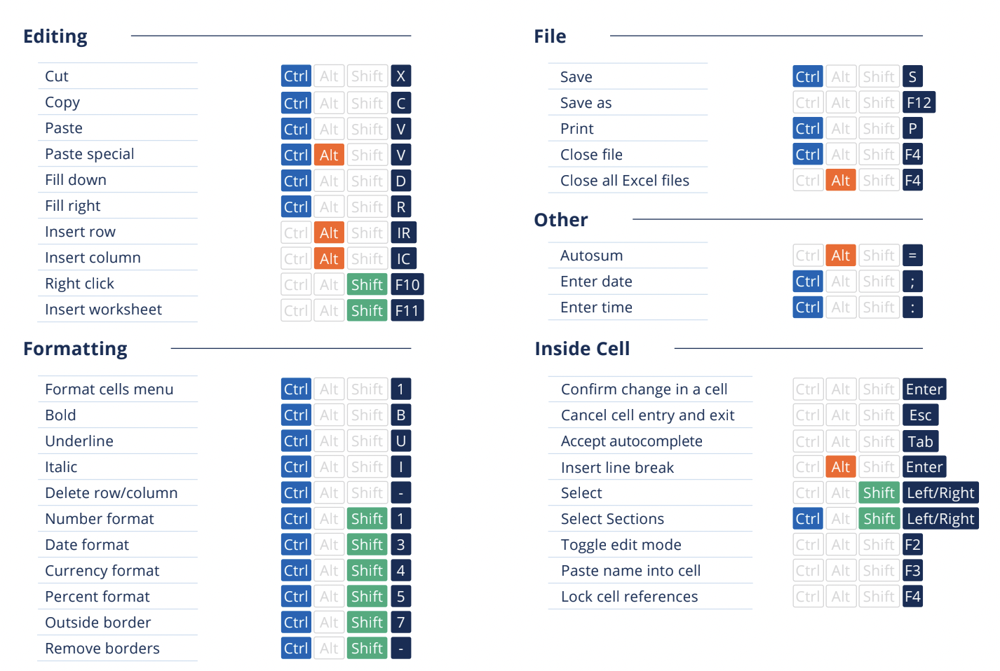 Editing
Cut Ctrl Alt Shift X
Copy Ctrl Alt Shift C
Paste Ctrl Alt Shift V
Paste special Ctrl Alt Shift V
Fill down Ctrl Alt Shift D
Fill right Ctrl Alt Shift R
Insert row Ctrl Alt Shift IR
Insert column Ctrl Alt Shift IC
Right click Ctrl Alt Shift F10
Insert worksheet Ctrl Alt Shift F11
Formatting
Format cells menu Ctrl Alt Shift 1
Bold Ctrl Alt Shift B
Underline Ctrl Alt Shift U
Italic Ctrl Alt Shift I
Delete row/column Ctrl Alt Shift -
Number format Ctrl Alt Shift 1
Date format Ctrl Alt Shift 3
Currency format Ctrl Alt Shift 4
Percent format Ctrl Alt Shift 5
Outside border Ctrl Alt Shift 7
Remove borders Ctrl Alt Shift -
File
Save Ctrl Alt Shift S
Save as Ctrl Alt Shift F12
Print Ctrl Alt Shift P
Close file Ctrl Alt Shift F4
Close all Excel files Ctrl Alt Shift F4
Other
Autosum Ctrl Alt Shift =
Enter date Ctrl Alt Shift ;
Enter time Ctrl Alt Shift :
Inside Cell
Confirm change in a cell Ctrl Alt Shift Enter
Cancel cell entry and exit Ctrl Alt Shift Esc
Accept autocomplete Ctrl Alt Shift Tab
Insert line break Ctrl Alt Shift Enter
Select Ctrl Alt Shift Left/Right
Select Sections Ctrl Alt Shift Left/Right
Toggle edit mode Ctrl Alt Shift F2
Paste name into cell Ctrl Alt Shift F3
Lock cell references Ctrl Alt Shift F4